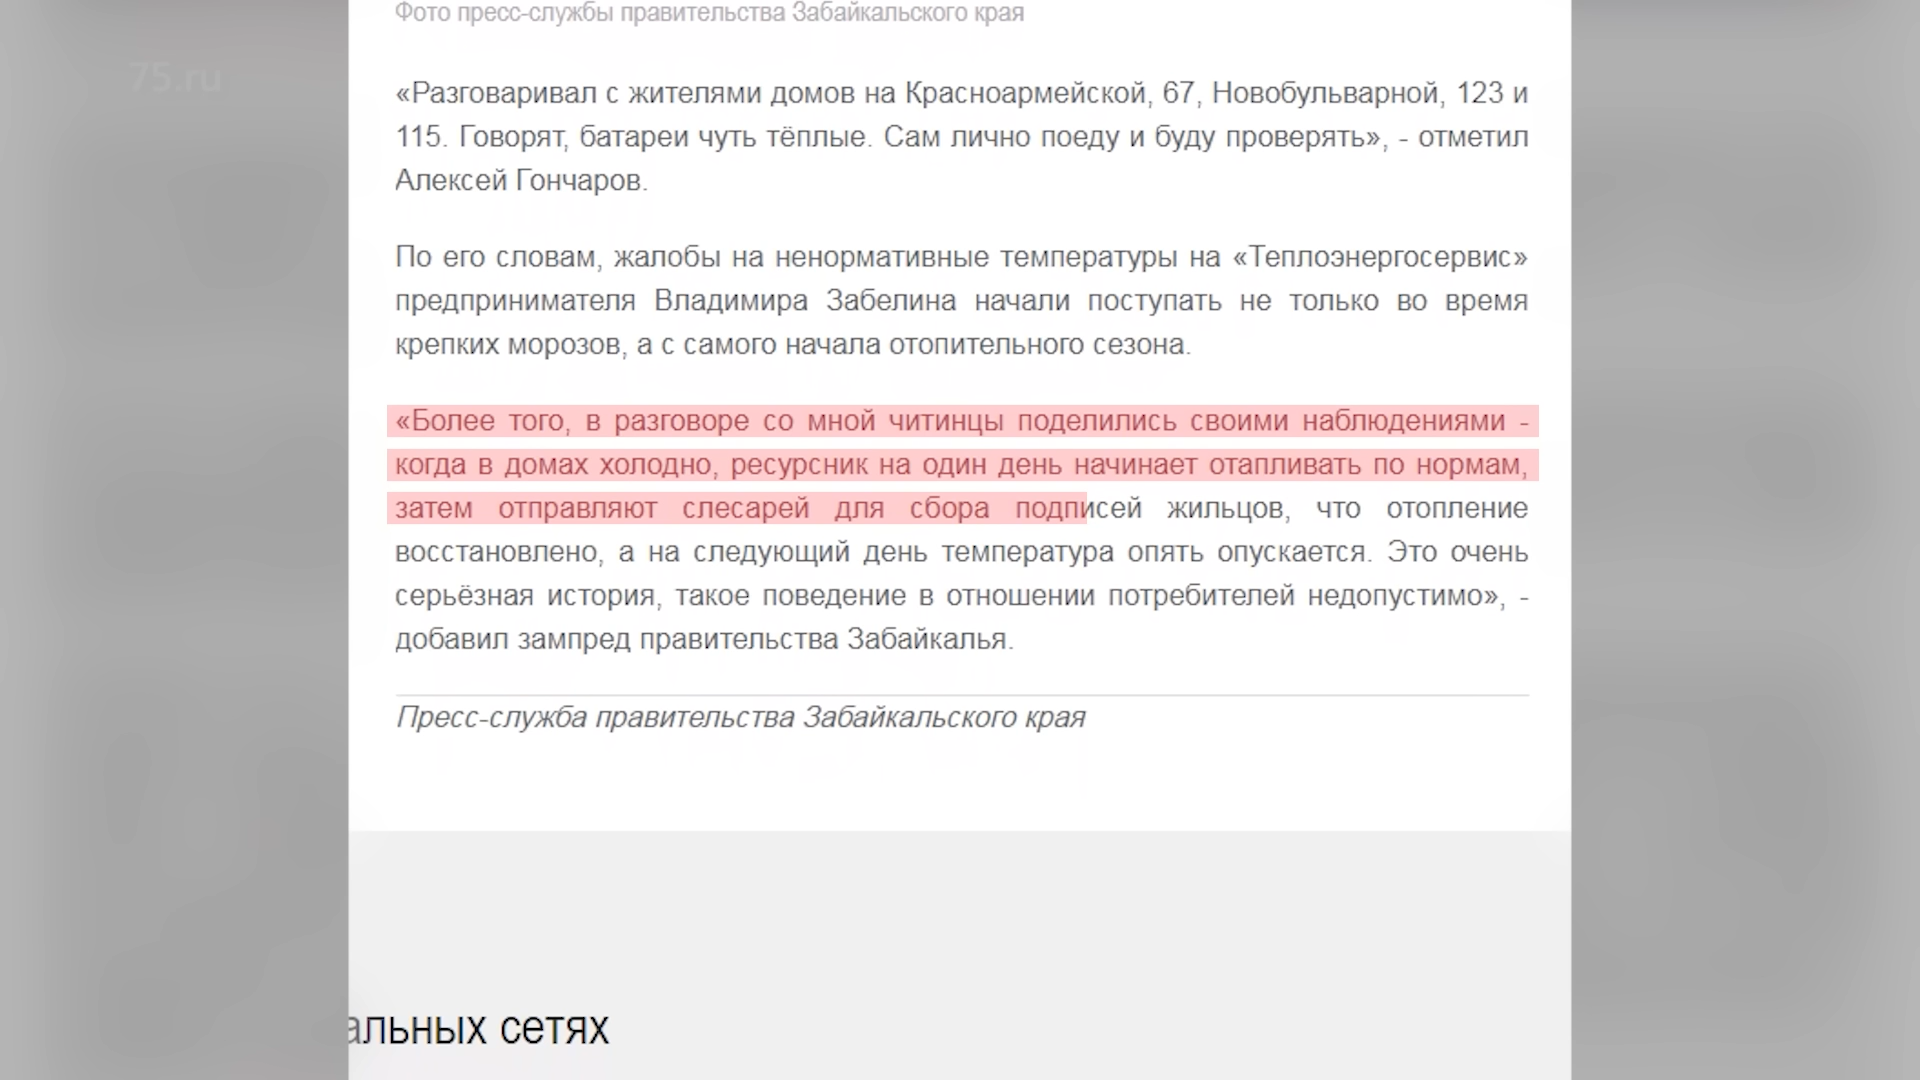 Фото пресс-службы правительства Забайкальского края
75.ru
«Разговаривал с жителями домов на Красноармейской, 67, Новобульварной, 123 и
115. Говорят, батареи чуть тёплые. Сам лично поеду и буду проверять», - отметил
Алексей Гончаров.
По его словам, жалобы на ненормативные температуры на «Теплоэнергосервис»
предпринимателя Владимира Забелина начали поступать не только во время
крепких морозов, а с самого начала отопительного сезона.
«Более того, в разговоре со мной читинцы поделились своими наблюдениями -
когда в домах холодно, ресурсник на один день начинает отапливать по нормам,
затем отправляют слесарей для сбора подписей жильцов, что отопление
восстановлено, а на следующий день температура опять опускается. Это очень
серьёзная история, такое поведение в отношении потребителей недопустимо», -
добавил зампред правительства Забайкалья.
Пресс-служба правительства Забайкальского края
альных сетях